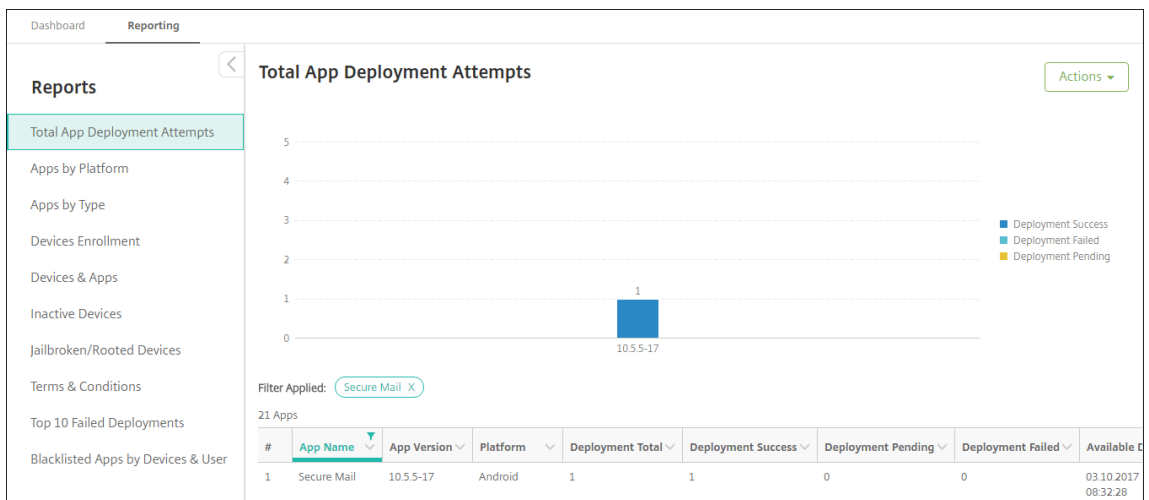 Dashboard Reporting
Reports
Total App Deployment Attempts
Apps by Platform
Apps by Type
Devices Enrollment
Devices & Apps
Inactive Devices
Jailbroken/Rooted Devices
Terms & Conditions
Top 10 Failed Deployments
Blacklisted Apps by Devices & User
Total App Deployment Attempts
Actions
5
4
3
2
1
0
1
10.5.5-17
Deployment Success
Deployment Failed
Deployment Pending
Filter Applied: Secure Mail X
21 Apps
# App Name App Version Platform Deployment Total Deployment Success Deployment Pending Deployment Failed Available D
1 Secure Mail 10.5.5-17 Android 1 1 0 0 03.10.2017
08:32:28